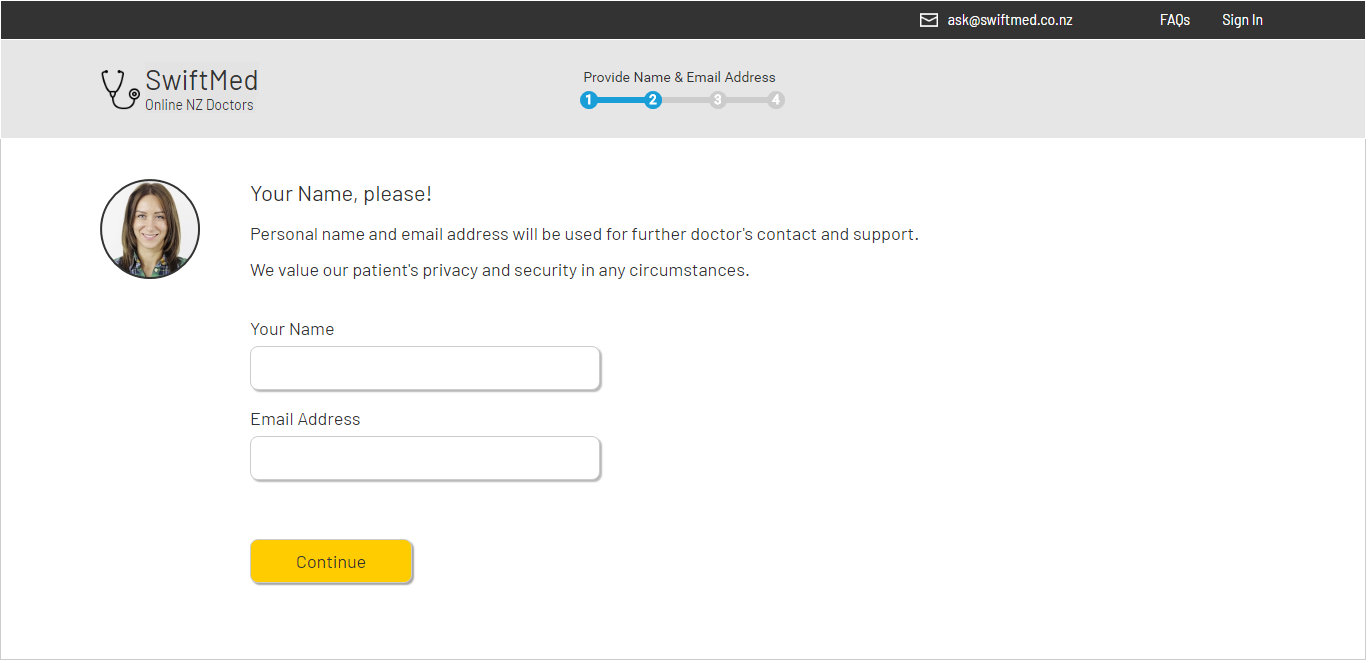 ask@swiftmed.co.nz FAQs Sign In
SwiftMed
Online NZ Doctors
Provide Name & Email Address
1 2 3 4
Your Name, please!
Personal name and email address will be used for further doctor's contact and support.
We value our patient's privacy and security in any circumstances.
Your Name
Email Address
Continue